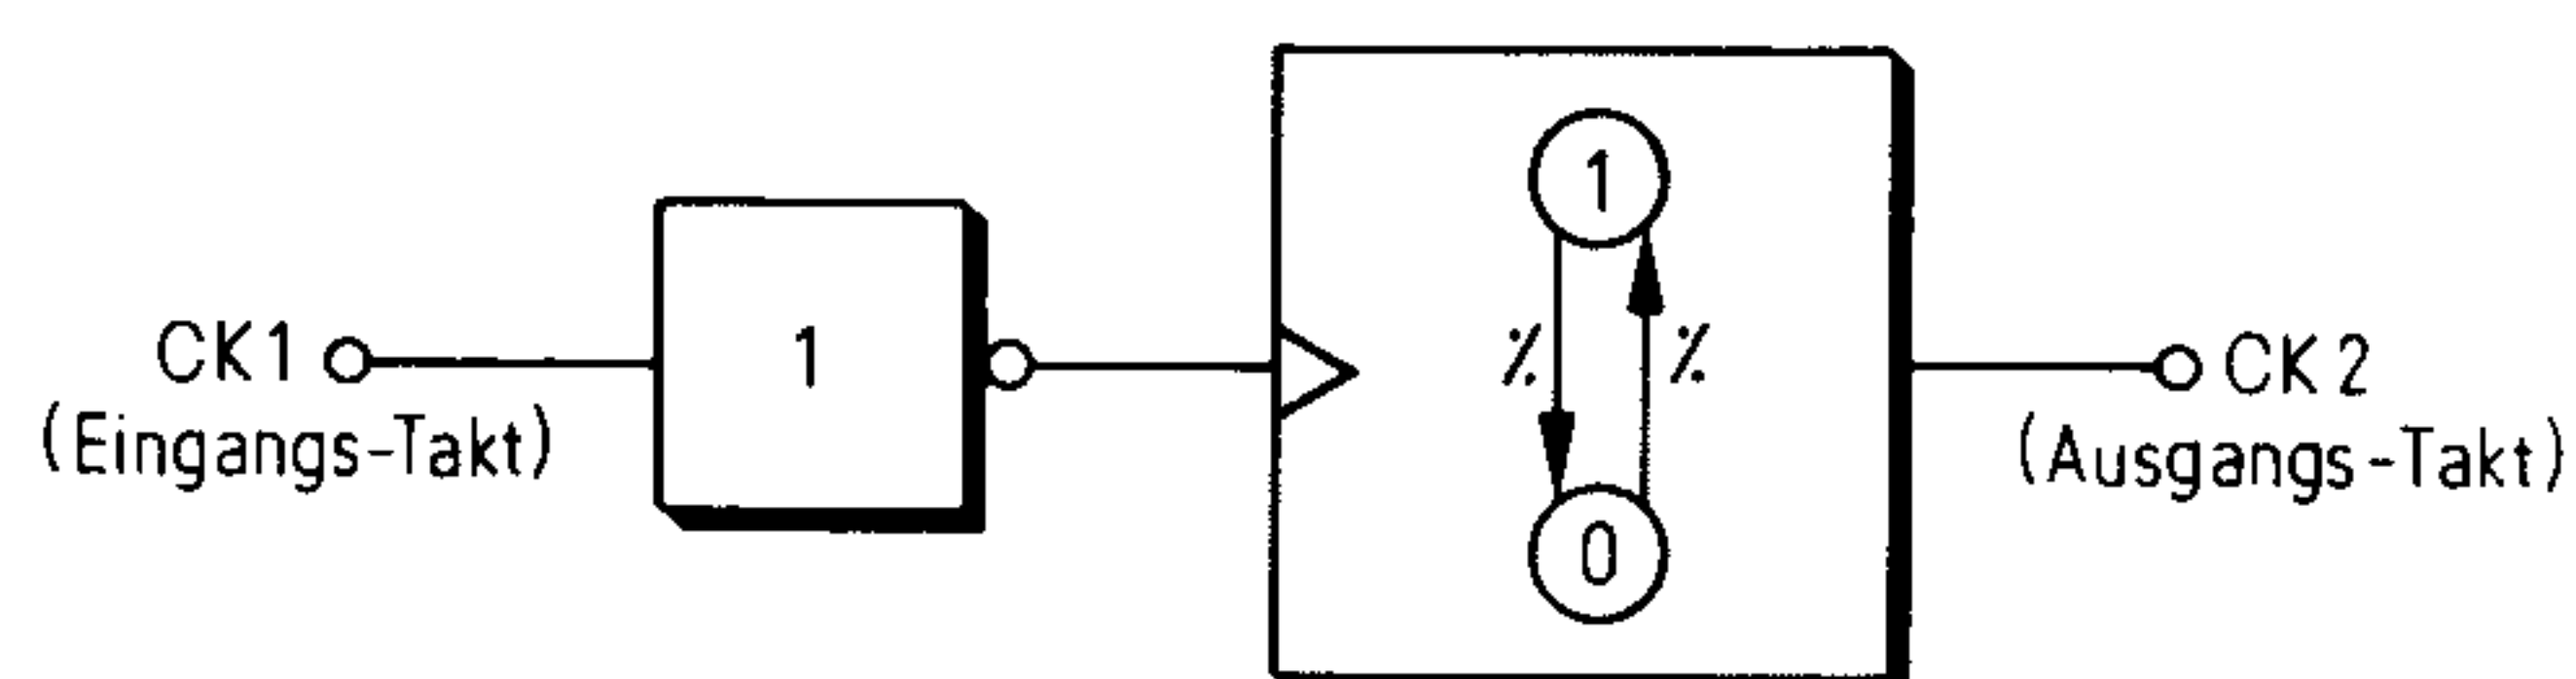 CK1
(Eingangs-Takt)
1
1
٪ ٪
0
CK2
(Ausgangs-Takt)